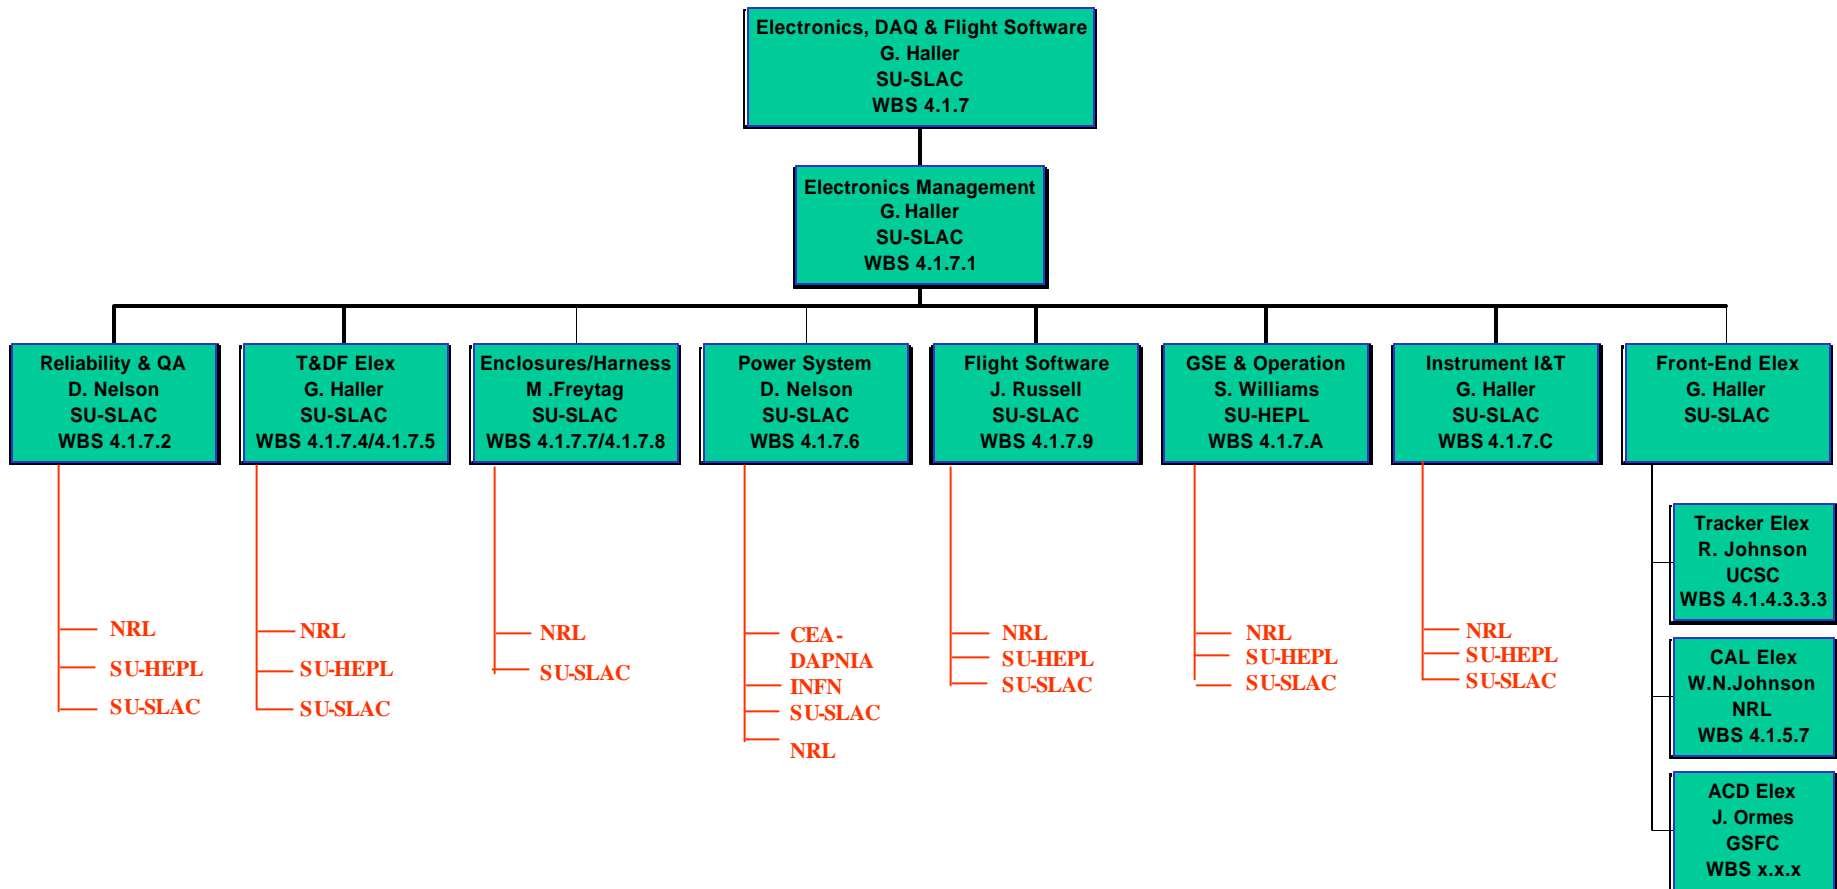 Electronics, DAQ & Flight Software
G. Haller
SU-SLAC
WBS 4.1.7
Electronics Management
G. Haller
SU-SLAC
WBS 4.1.7.1
Reliability & QA
D. Nelson
SU-SLAC
WBS 4.1.7.2
NRL
SU-HEPL
SU-SLAC
T&DF Elex
G. Haller
SU-SLAC
WBS 4.1.7.4/4.1.7.5
NRL
SU-HEPL
SU-SLAC
Enclosures/Harness
M .Freytag
SU-SLAC
WBS 4.1.7.7/4.1.7.8
NRL
SU-SLAC
Power System
D. Nelson
SU-SLAC
WBS 4.1.7.6
CEA-
DAPNIA
INFN
SU-SLAC
NRL
Flight Software
J. Russell
SU-SLAC
WBS 4.1.7.9
NRL
SU-HEPL
SU-SLAC
GSE & Operation
S. Williams
SU-HEPL
WBS 4.1.7.A
NRL
SU-HEPL
SU-SLAC
Instrument I&T
G. Haller
SU-SLAC
WBS 4.1.7.C
NRL
SU-HEPL
SU-SLAC
Front-End Elex
G. Haller
SU-SLAC
Tracker Elex
R. Johnson
UCSC
WBS 4.1.4.3.3.3
CAL Elex
W.N.Johnson
NRL
WBS 4.1.5.7
ACD Elex
J. Ormes
GSFC
WBS x.x.x